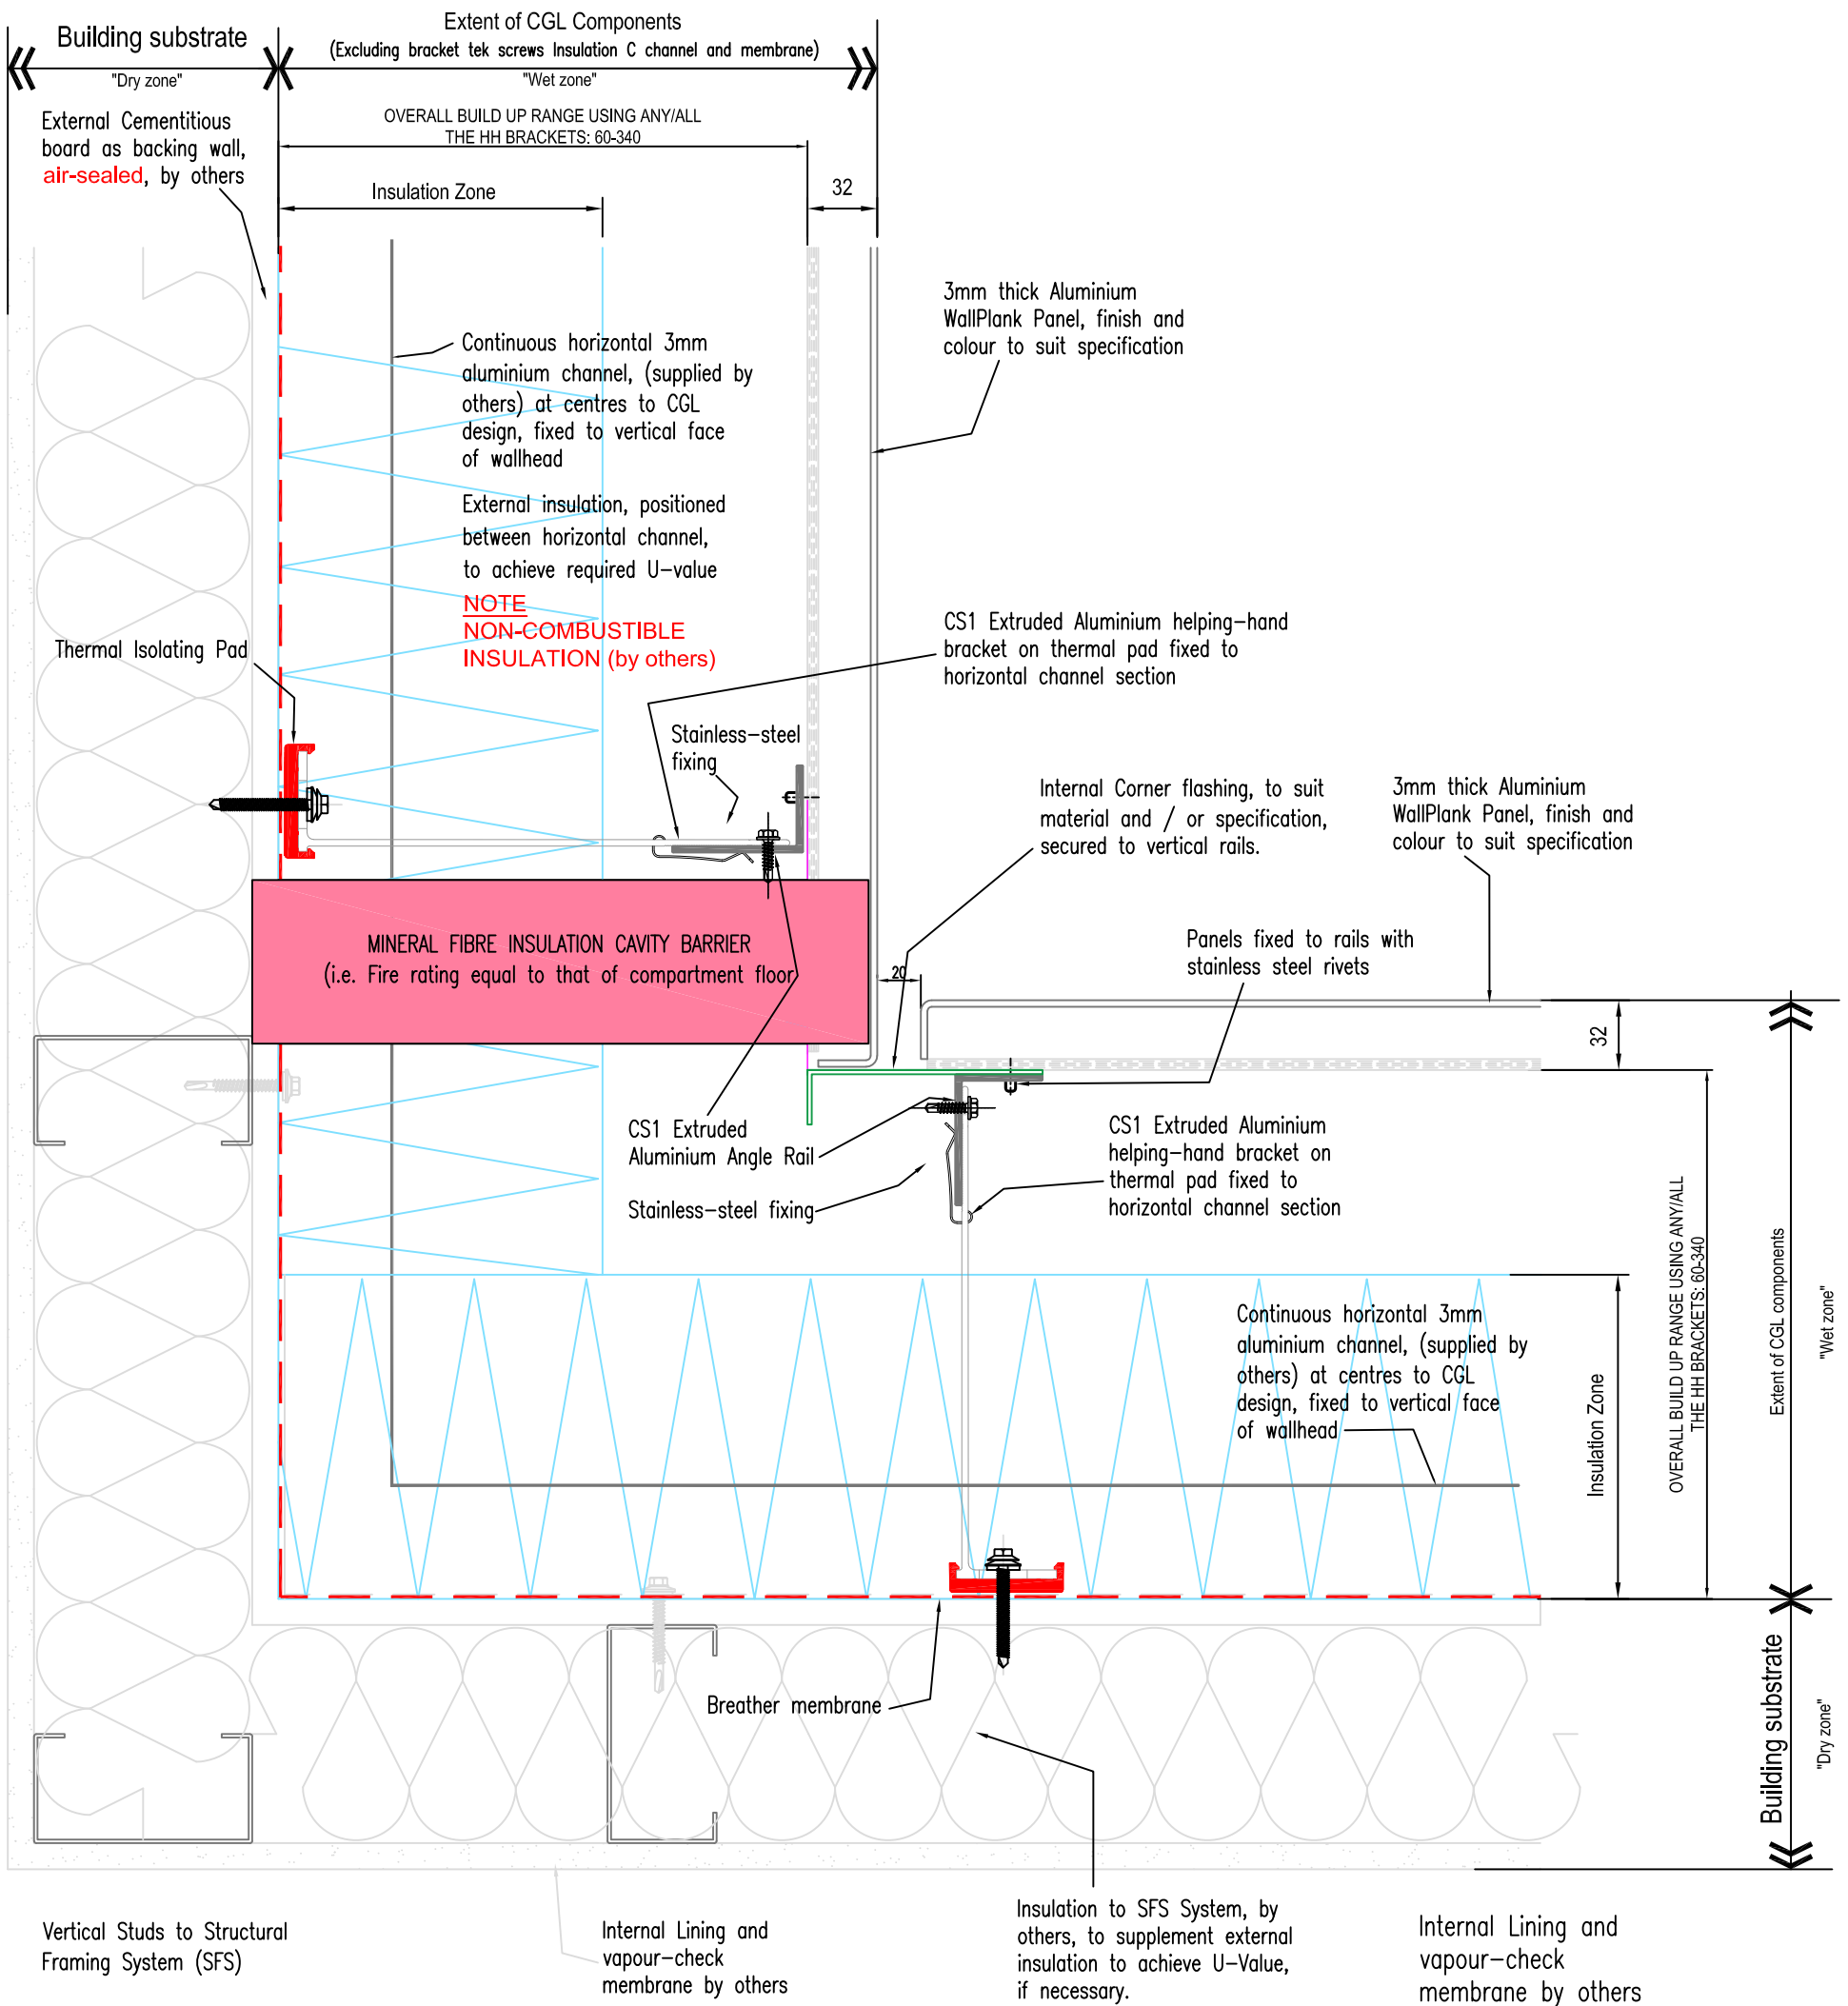 Building substrate
"Dry zone"
Extent of CGL Components
(Excluding bracket tek screws Insulation C channel and membrane)
"Wet zone"
OVERALL BUILD UP RANGE USING ANY/ALL
THE HH BRACKETS: 60-340
External Cementitious
board as backing wall,
air-sealed, by others
Insulation Zone
32
3mm thick Aluminium
WallPlank Panel, finish and
colour to suit specification
Continuous horizontal 3mm
aluminium channel, (supplied by
others) at centres to CGL
design, fixed to vertical face
of wallhead
External insulation, positioned
between horizontal channel,
to achieve required U-value
NOTE
NON-COMBUSTIBLE
INSULATION (by others)
Thermal Isolating Pad
CS1 Extruded Aluminium helping-hand
bracket on thermal pad fixed to
horizontal channel section
Stainless-steel
fixing
Internal Corner flashing, to suit
material and / or specification,
secured to vertical rails.
3mm thick Aluminium
WallPlank Panel, finish and
colour to suit specification
MINERAL FIBRE INSULATION CAVITY BARRIER
(i.e. Fire rating equal to that of compartment floor)
20
Panels fixed to rails with
stainless steel rivets
32
CS1 Extruded
Aluminium Angle Rail
Stainless-steel fixing
CS1 Extruded Aluminium
helping-hand bracket on
thermal pad fixed to
horizontal channel section
Continuous horizontal 3mm
aluminium channel, (supplied by
others) at centres to CGL
design, fixed to vertical face
of wallhead
Insulation Zone
OVERALL BUILD UP RANGE USING ANY/ALL
THE HH BRACKETS: 60-340
Extent of CGL components
"Wet zone"
Breather membrane
Building substrate
"Dry zone"
Vertical Studs to Structural
Framing System (SFS)
Internal Lining and
vapour-check
membrane by others
Insulation to SFS System, by
others, to supplement external
insulation to achieve U-Value,
if necessary.
Internal Lining and
vapour-check
membrane by others